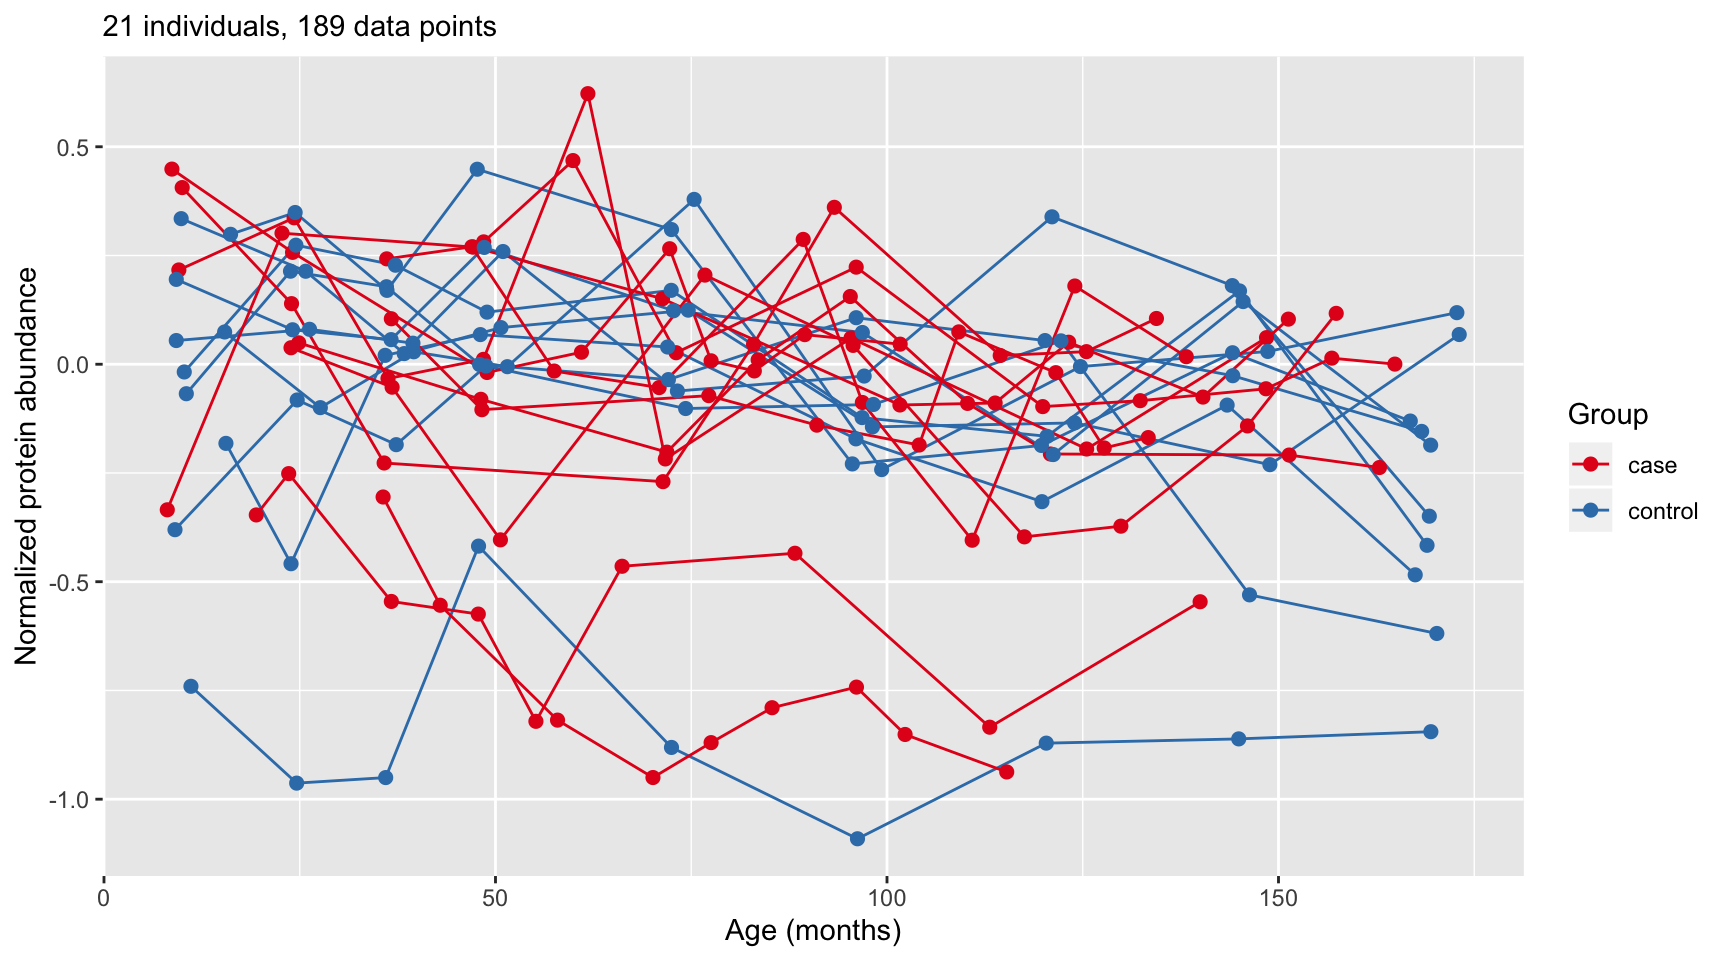 21 individuals, 189 data points
Normalized protein abundance
0.5
0.0
-0.5
-1.0
0
50
100
150
Age (months)
Group
case
control